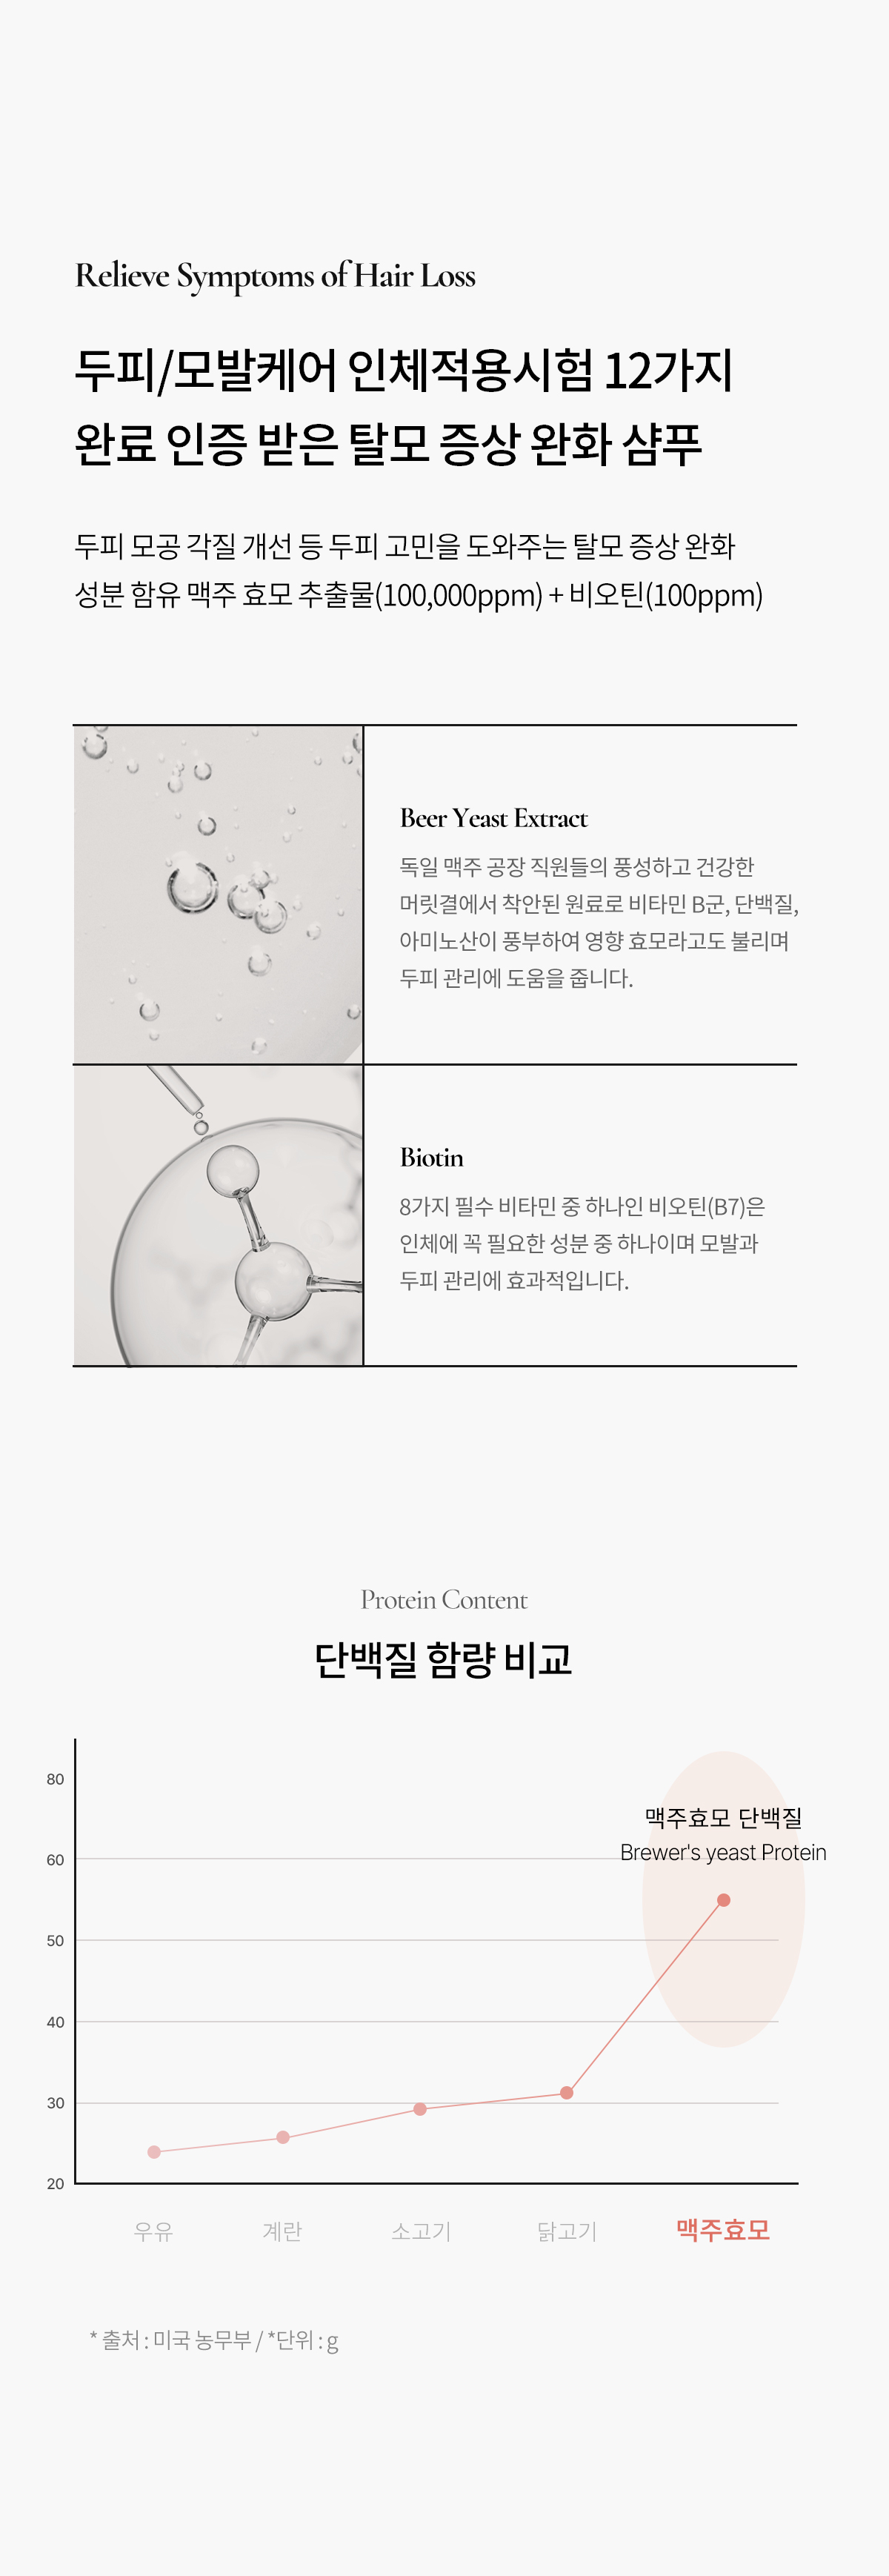 Relieve Symptoms of Hair Loss
두피/모발케어 인체적용시험 12가지
완료 인증 받은 탈모 증상 완화 샴푸
두피 모공 각질 개선 등 두피 고민을 도와주는 탈모 증상 완화
성분 함유 맥주 효모 추출물(100,000ppm) + 비오틴(100ppm)
Beer Yeast Extract
독일 맥주 공장 직원들의 풍성하고 건강한
머릿결에서 착안된 원료로 비타민 B군, 단백질,
아미노산이 풍부하여 영향 효모라고도 불리며
두피 관리에 도움을 줍니다.
Biotin
8가지 필수 비타민 중 하나인 비오틴(B7)은
인체에 꼭 필요한 성분 중 하나이며 모발과
두피 관리에 효과적입니다.
Protein Content
단백질 함량 비교
80
맥주효모 단백질
Brewer's yeast Protein
60
50
40
30
20
우유 계란 소고기 닭고기 맥주효모
* 출처 : 미국 농무부 / *단위 : g